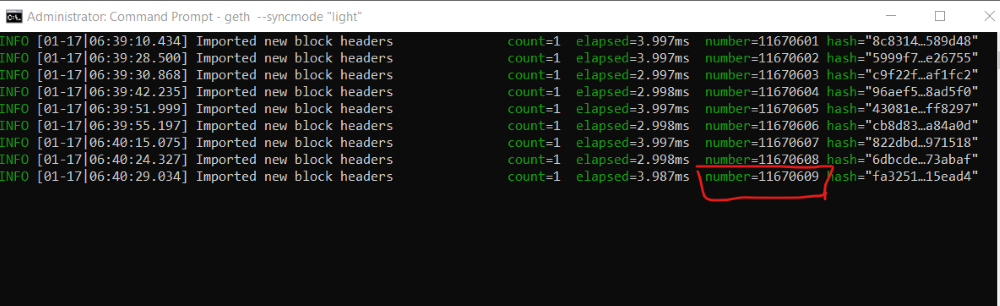 Administrator: Command Prompt - geth --syncmode "light"
INFO [01-17|06:39:10.434] Imported new block headers count=1 elapsed=3.997ms number=11670601 hash="8c8314…589d48"
INFO [01-17|06:39:28.500] Imported new block headers count=1 elapsed=2.997ms number=11670602 hash="5999f7…e26755"
INFO [01-17|06:39:30.868] Imported new block headers count=1 elapsed=2.997ms number=11670603 hash="c9f22f…af1fc2"
INFO [01-17|06:39:42.235] Imported new block headers count=1 elapsed=2.998ms number=11670604 hash="96aef5…8ad5f0"
INFO [01-17|06:39:51.999] Imported new block headers count=1 elapsed=3.997ms number=11670605 hash="43081e…ff8297"
INFO [01-17|06:39:55.197] Imported new block headers count=1 elapsed=2.998ms number=11670606 hash="cb8d83…a84a0d"
INFO [01-17|06:40:15.075] Imported new block headers count=1 elapsed=3.997ms number=11670607 hash="822dbd…971518"
INFO [01-17|06:40:24.327] Imported new block headers count=1 elapsed=2.998ms number=11670608 hash="6dbcde…73abaf"
INFO [01-17|06:40:29.034] Imported new block headers count=1 elapsed=3.987ms number=11670609 hash="fa3251…15ead4"